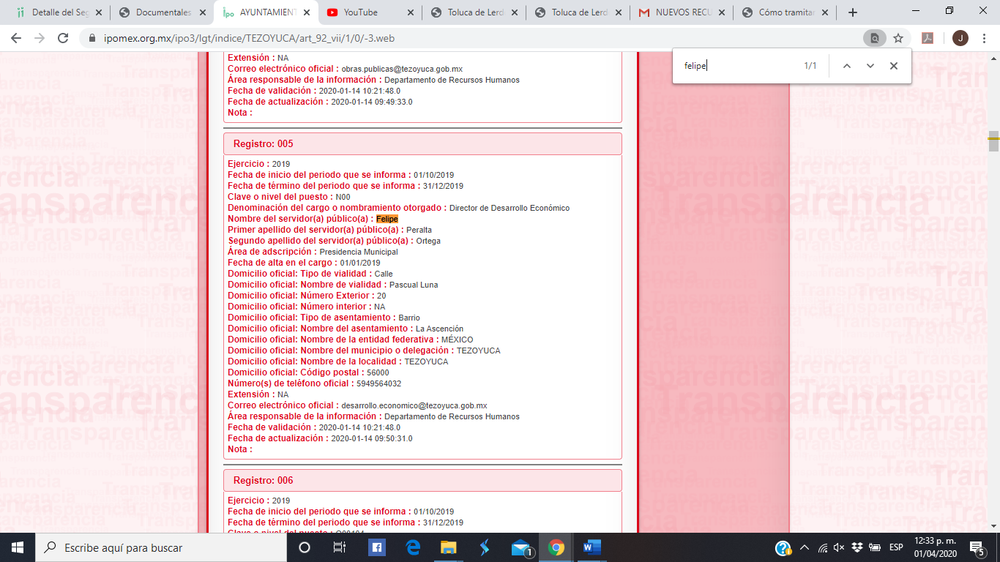 Detalle del Seg
Documentales
ipo AYUNTAMIENT
YouTube
Toluca de Lerd
Toluca de Lerd
NUEVOS RECU
Cómo tramitar
ipomex.org.mx/ipo3/lgt/indice/TEZOYUCA/art_92_vii/1/0/-3.web
J
felipe 1/1
Extensión : NA
Correo electrónico oficial : obras.publicas@tezoyuca.gob.mx
Área responsable de la información : Departamento de Recursos Humanos
Fecha de validación : 2020-01-14 10:21:48.0
Fecha de actualización : 2020-01-14 09:49:33.0
Nota :
Registro: 005
Ejercicio : 2019
Fecha de inicio del periodo que se informa : 01/10/2019
Fecha de término del periodo que se informa : 31/12/2019
Clave o nivel del puesto : N00
Denominación del cargo o nombramiento otorgado : Director de Desarrollo Económico
Nombre del servidor(a) público(a) : Felipe
Primer apellido del servidor(a) público(a) : Peralta
Segundo apellido del servidor(a) público(a) : Ortega
Área de adscripción : Presidencia Municipal
Fecha de alta en el cargo : 01/01/2019
Domicilio oficial: Tipo de vialidad : Calle
Domicilio oficial: Nombre de vialidad : Pascual Luna
Domicilio oficial: Número Exterior : 20
Domicilio oficial: Número interior : NA
Domicilio oficial: Tipo de asentamiento : Barrio
Domicilio oficial: Nombre del asentamiento : La Ascención
Domicilio oficial: Nombre de la entidad federativa : MÉXICO
Domicilio oficial: Nombre del municipio o delegación : TEZOYUCA
Domicilio oficial: Nombre de la localidad : TEZOYUCA
Domicilio oficial: Código postal : 56000
Número(s) de teléfono oficial : 5949564032
Extensión : NA
Correo electrónico oficial : desarrollo.economico@tezoyuca.gob.mx
Área responsable de la información : Departamento de Recursos Humanos
Fecha de validación : 2020-01-14 10:21:48.0
Fecha de actualización : 2020-01-14 09:50:31.0
Nota :
Registro: 006
Ejercicio : 2019
Fecha de inicio del periodo que se informa : 01/10/2019
Fecha de término del periodo que se informa : 31/12/2019
Transparencia
Transparencia
Escribe aquí para buscar
1
ESP
12:33 p. m.
01/04/2020
5